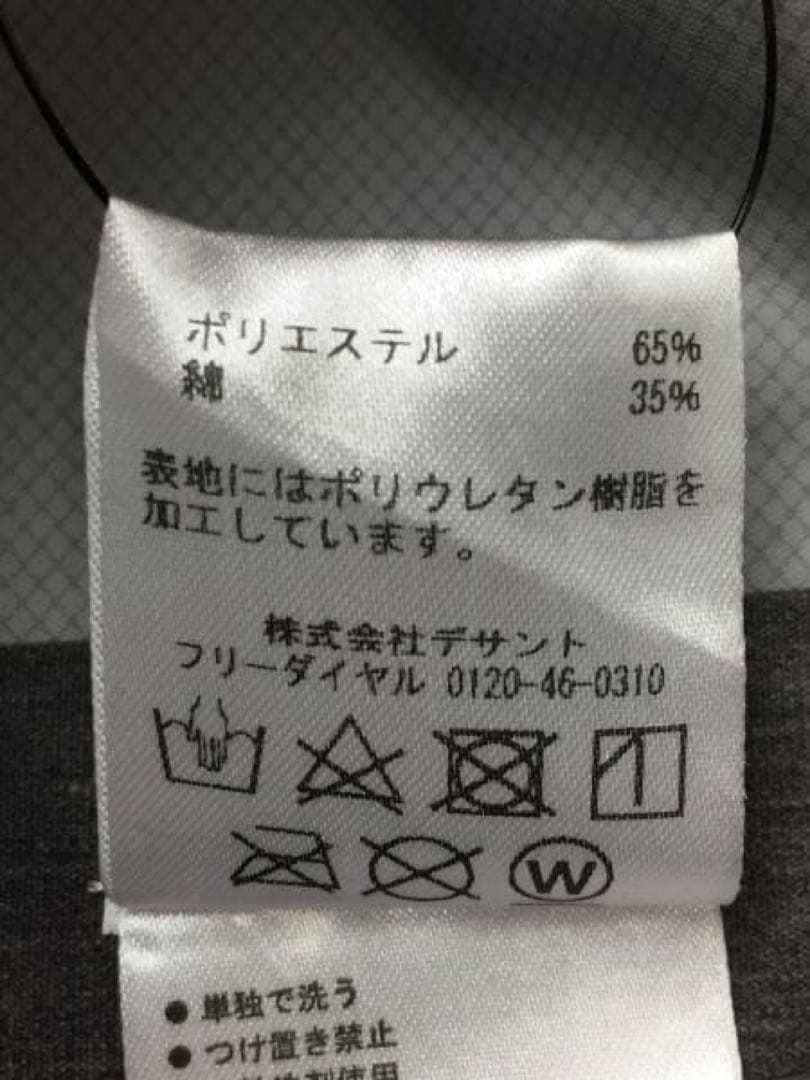 ポリエステル 65%
綿 35%
表地にはポリウレタン樹脂を
加工しています。
株式会社デサント
フリーダイヤル 0120-46-0310
W
● 単独で洗う
● つけ置き禁止
剤使用